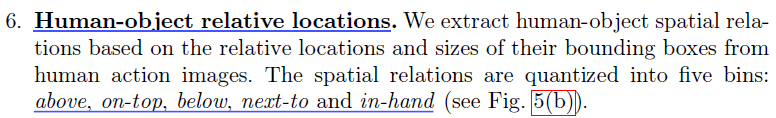 6. Human-object relative locations. We extract human-object spatial rela-
tions based on the relative locations and sizes of their bounding boxes from
human action images. The spatial relations are quantized into five bins:
above, on-top, below, next-to and in-hand (see Fig. 5(b)).